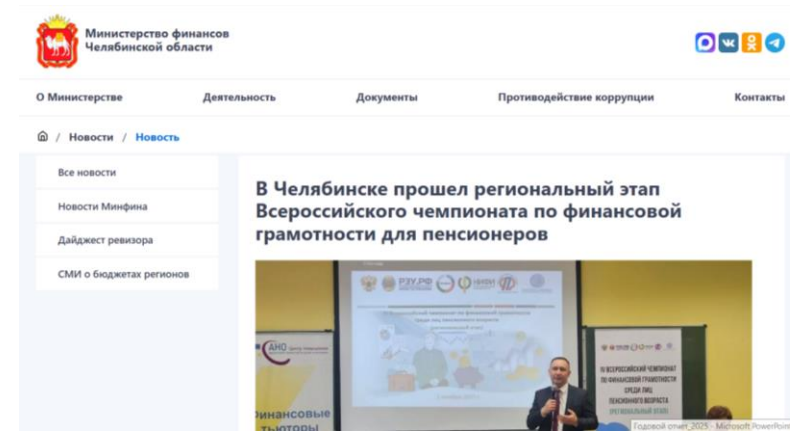 Министерство финансов
Челябинской области
О Министерстве Деятельность Документы Противодействие коррупции Контакты
/ Новости / Новость
Все новости
Новости Минфина
Дайджест ревизора
СМИ о бюджетах регионов
В Челябинске прошел региональный этап
Всероссийского чемпионата по финансовой
грамотности для пенсионеров
РЭУ.РФ НИФИ
АНО
Финансовые
тьюторы
IV ВСЕРОССИЙСКИЙ ЧЕМПИОНАТ
ПО ФИНАНСОВОЙ ГРАМОТНОСТИ
СРЕДИ ЛИЦ
ПЕНСИОННОГО ВОЗРАСТА
(РЕГИОНАЛЬНЫЙ ЭТАП)
Годовой отчет_2025 - Microsoft PowerPoint